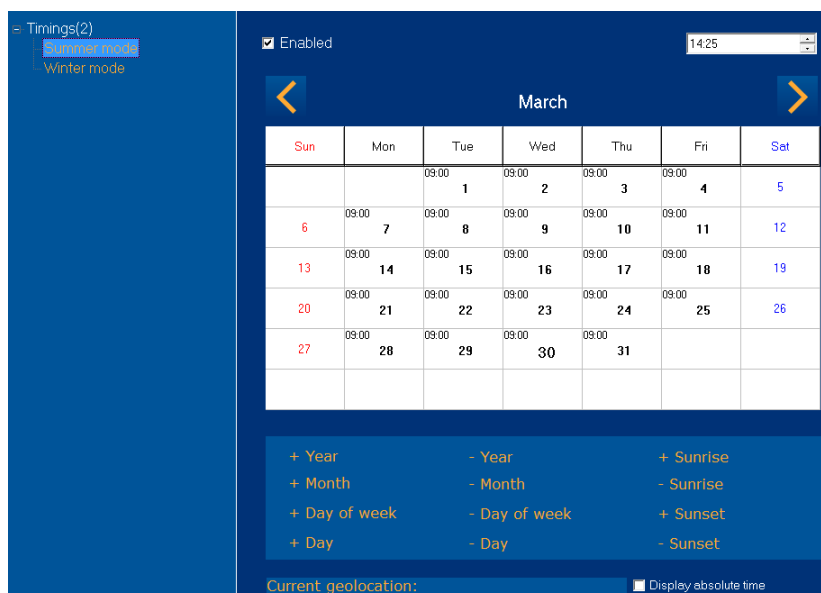 Timings(2)
Summer mode
Winter mode
Enabled
14:25
March
Sun Mon Tue Wed Thu Fri Sat
09:00 09:00 09:00 09:00
1 2 3 4 5
09:00 09:00 09:00 09:00 09:00
6 7 8 9 10 11 12
09:00 09:00 09:00 09:00 09:00
13 14 15 16 17 18 19
09:00 09:00 09:00 09:00 09:00
20 21 22 23 24 25 26
09:00 09:00 09:00 09:00
27 28 29 30 31
+ Year - Year + Sunrise
+ Month - Month - Sunrise
+ Day of week - Day of week + Sunset
+ Day - Day - Sunset
Current geolocation: Display absolute time